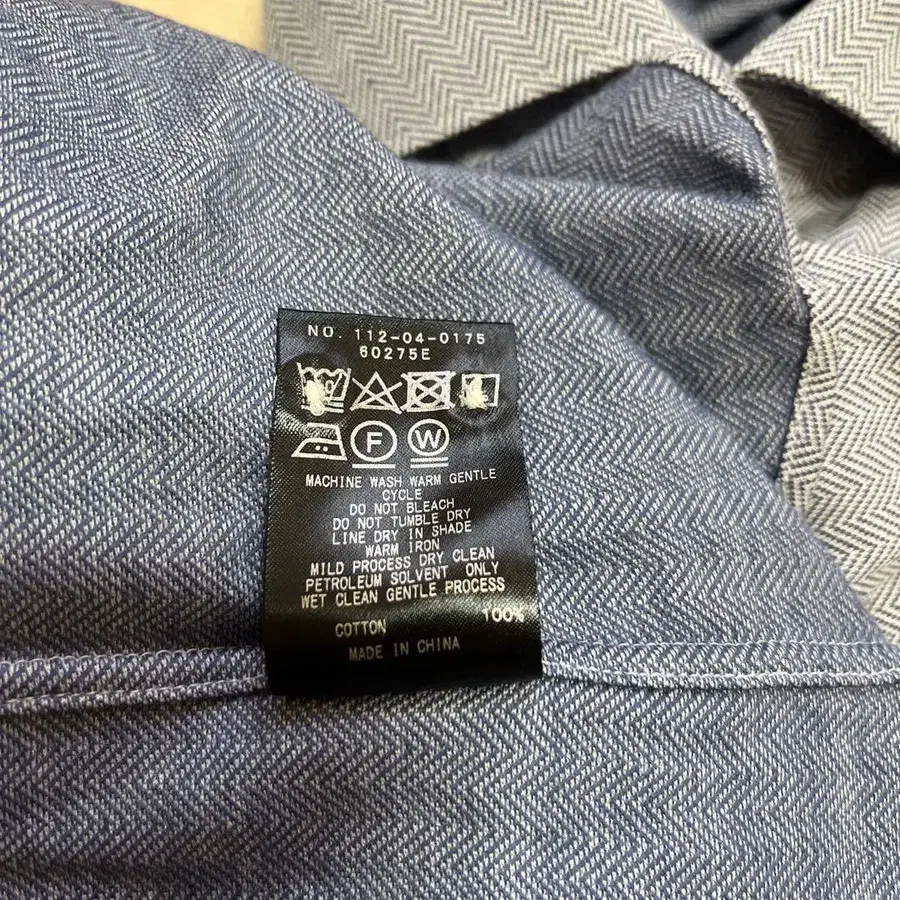 NO. 112-04-0175
60275E
F W
MACHINE WASH WARM GENTLE
CYCLE
DO NOT BLEACH
DO NOT TUMBLE DRY
LINE DRY IN SHADE
WARM IRON
MILD PROCESS DRY CLEAN
PETROLEUM SOLVENT ONLY
WET CLEAN GENTLE PROCESS
COTTON 100%
MADE IN CHINA